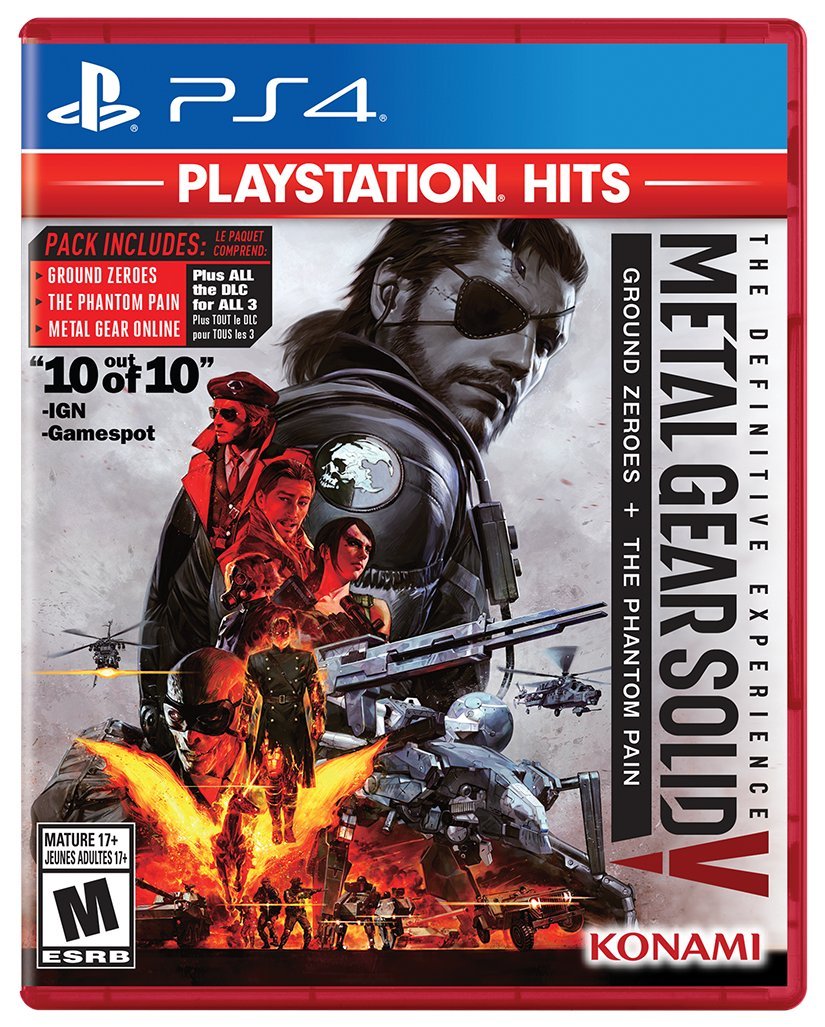 PS4®
PLAYSTATION® HITS
PACK INCLUDES:
LE PAQUET
COMPREND:
▸ GROUND ZEROES
▸ THE PHANTOM PAIN
▸ METAL GEAR ONLINE
Plus ALL
the DLC
for ALL 3
Plus TOUT le DLC
pour TOUS les 3
"10 out of 10"
-IGN
-Gamespot
THE DEFINITIVE EXPERIENCE
METAL GEAR SOLID V
GROUND ZEROES + THE PHANTOM PAIN
MATURE 17+
JEUNES ADULTES 17+
M
ESRB
KONAMI